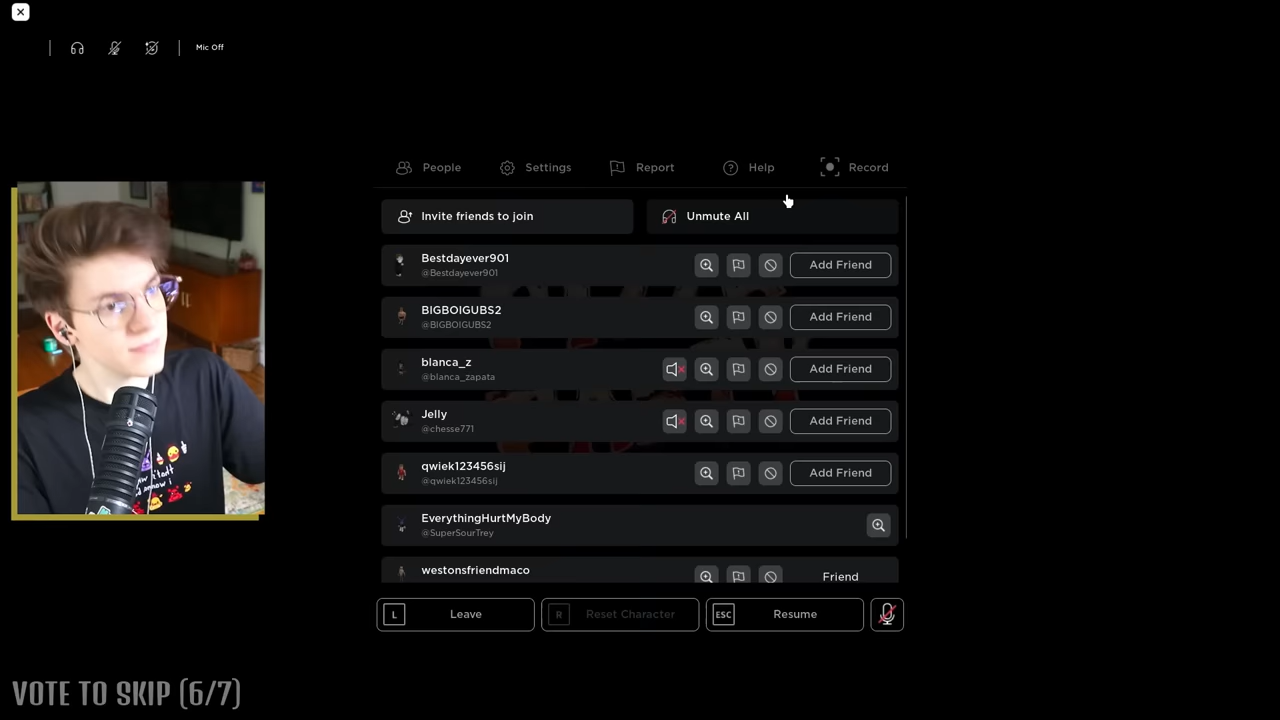 Mic Off
People
Settings
Report
Help
Record
Invite friends to join
Unmute All
Bestdayever901
@Bestdayever901
Add Friend
BIGBOIGUBS2
@BIGBOIGUBS2
Add Friend
blanca_z
@blanca_zapata
Add Friend
Jelly
@chesse771
Add Friend
qwiek123456sij
@qwiek123456sij
Add Friend
EverythingHurtMyBody
@SuperSourTrey
westonsfriendmaco
Friend
L Leave
R Reset Character
ESC Resume
VOTE TO SKIP (6/7)